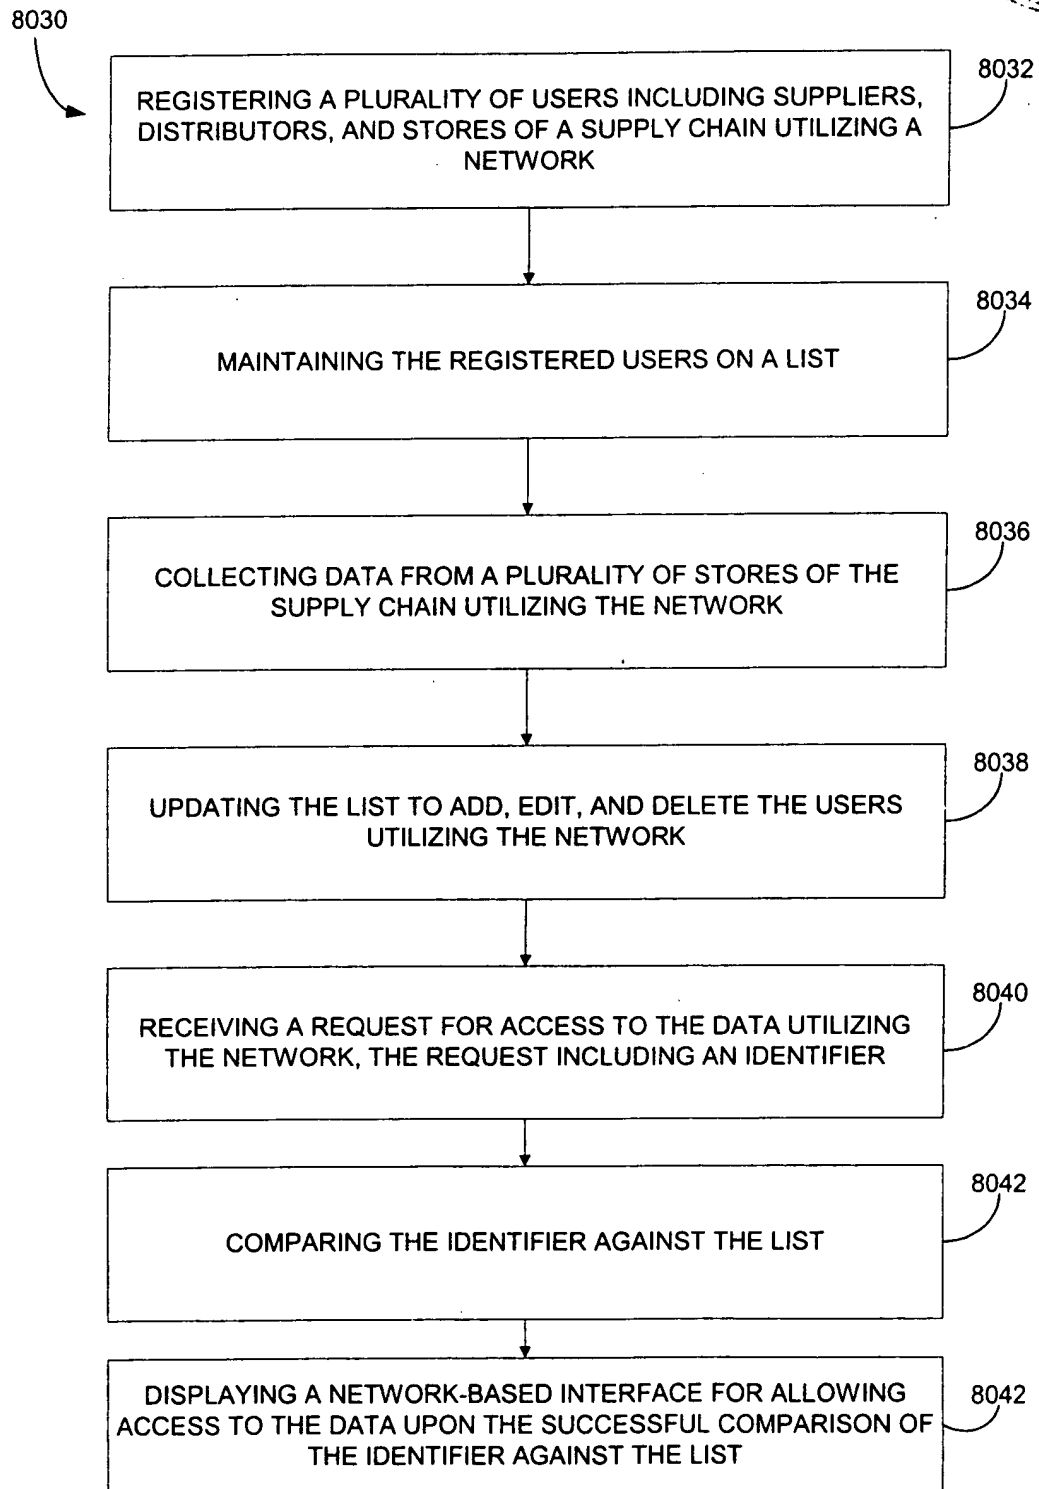 8030
8032
REGISTERING A PLURALITY OF USERS INCLUDING SUPPLIERS,
DISTRIBUTORS, AND STORES OF A SUPPLY CHAIN UTILIZING A
NETWORK
8034
MAINTAINING THE REGISTERED USERS ON A LIST
8036
COLLECTING DATA FROM A PLURALITY OF STORES OF THE
SUPPLY CHAIN UTILIZING THE NETWORK
8038
UPDATING THE LIST TO ADD, EDIT, AND DELETE THE USERS
UTILIZING THE NETWORK
8040
RECEIVING A REQUEST FOR ACCESS TO THE DATA UTILIZING
THE NETWORK, THE REQUEST INCLUDING AN IDENTIFIER
8042
COMPARING THE IDENTIFIER AGAINST THE LIST
8042
DISPLAYING A NETWORK-BASED INTERFACE FOR ALLOWING
ACCESS TO THE DATA UPON THE SUCCESSFUL COMPARISON OF
THE IDENTIFIER AGAINST THE LIST